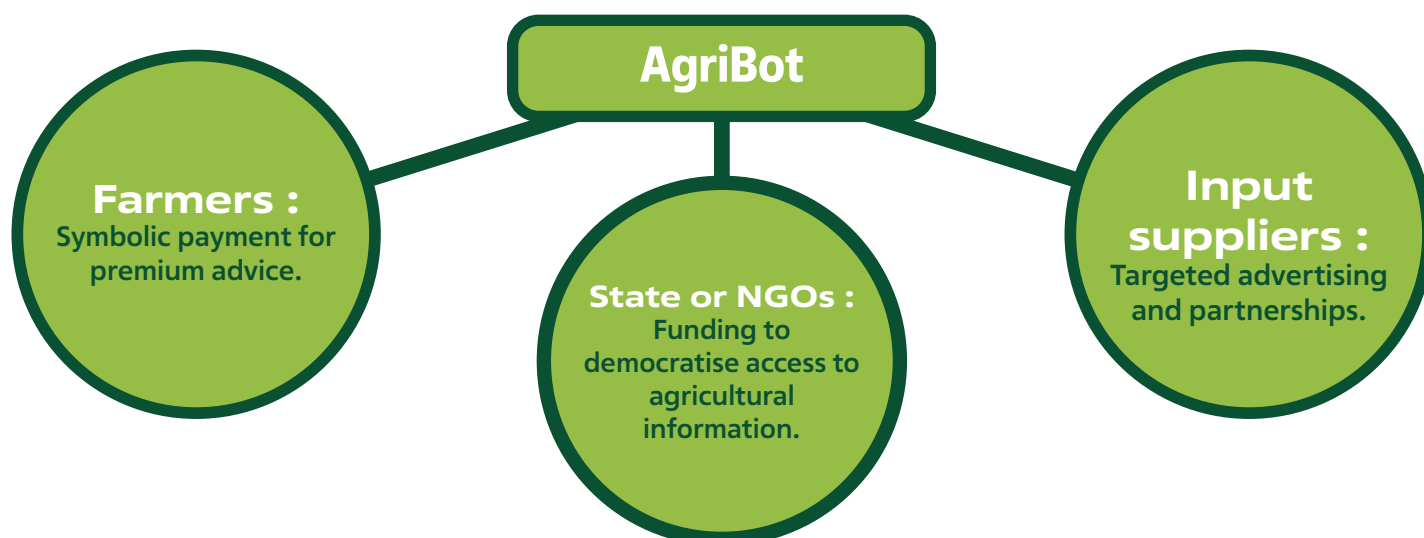 AgriBot
Farmers :
Symbolic payment for
premium advice.
State or NGOs :
Funding to
democratise access to
agricultural
information.
Input
suppliers :
Targeted advertising
and partnerships.